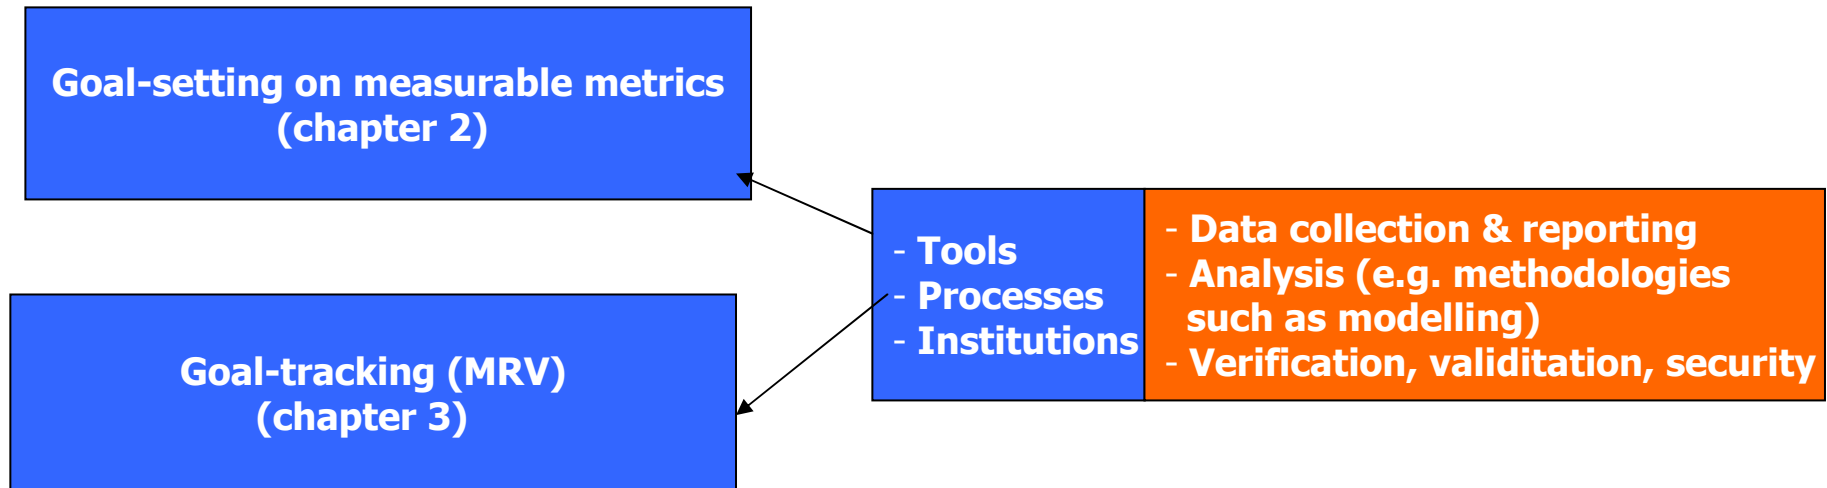 Goal-setting on measurable metrics
(chapter 2)
Goal-tracking (MRV)
(chapter 3)
- Tools
- Processes
- Institutions
- Data collection & reporting
- Analysis (e.g. methodologies
such as modelling)
- Verification, validitation, security